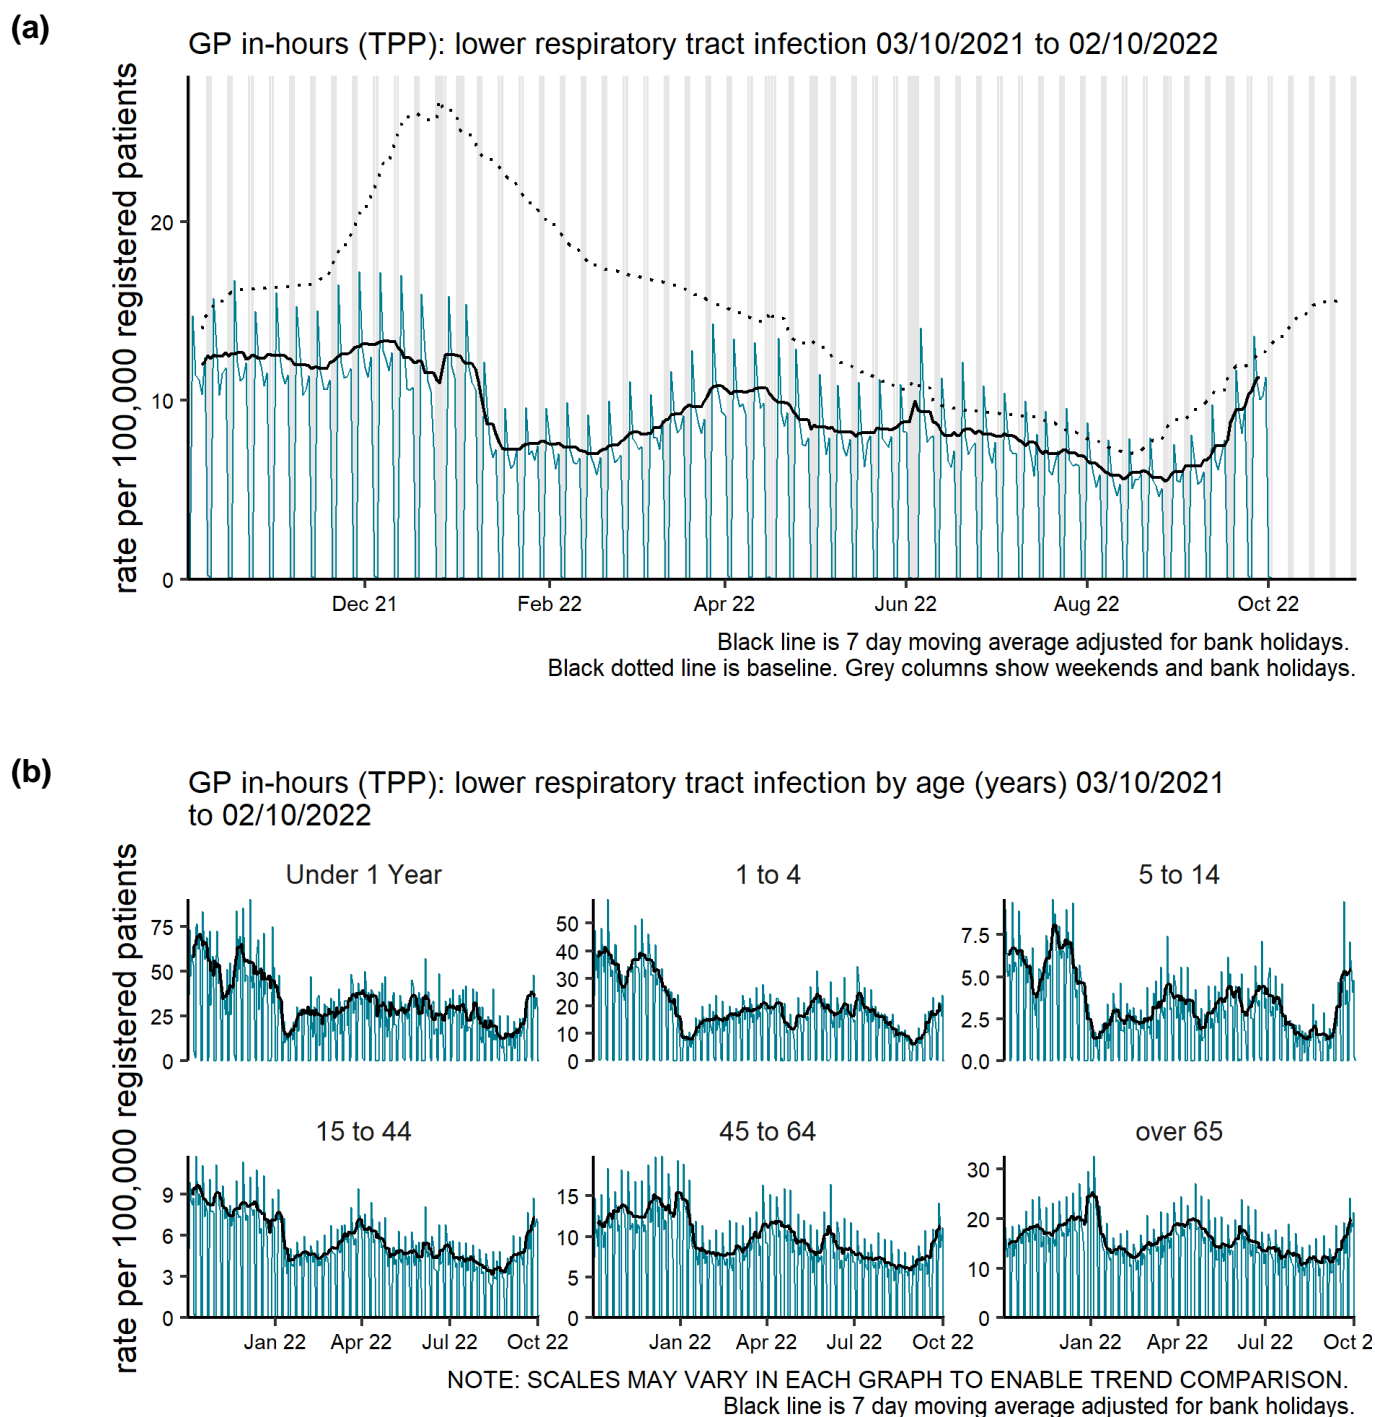 (a)
GP in-hours (TPP): lower respiratory tract infection 03/10/2021 to 02/10/2022
rate per 100,000 registered patients
20
10
0
Dec 21 Feb 22 Apr 22 Jun 22 Aug 22 Oct 22
Black line is 7 day moving average adjusted for bank holidays.
Black dotted line is baseline. Grey columns show weekends and bank holidays.
(b)
GP in-hours (TPP): lower respiratory tract infection by age (years) 03/10/2021
to 02/10/2022
rate per 100,000 registered patients
Under 1 Year 1 to 4 5 to 14
75
50
25
0
50
40
30
20
10
0
7.5
5.0
2.5
0.0
15 to 44 45 to 64 over 65
9
6
3
0
15
10
5
0
30
20
10
0
Jan 22 Apr 22 Jul 22 Oct 22 Jan 22 Apr 22 Jul 22 Oct 22 Jan 22 Apr 22 Jul 22 Oct 2
NOTE: SCALES MAY VARY IN EACH GRAPH TO ENABLE TREND COMPARISON.
Black line is 7 day moving average adjusted for bank holidays.